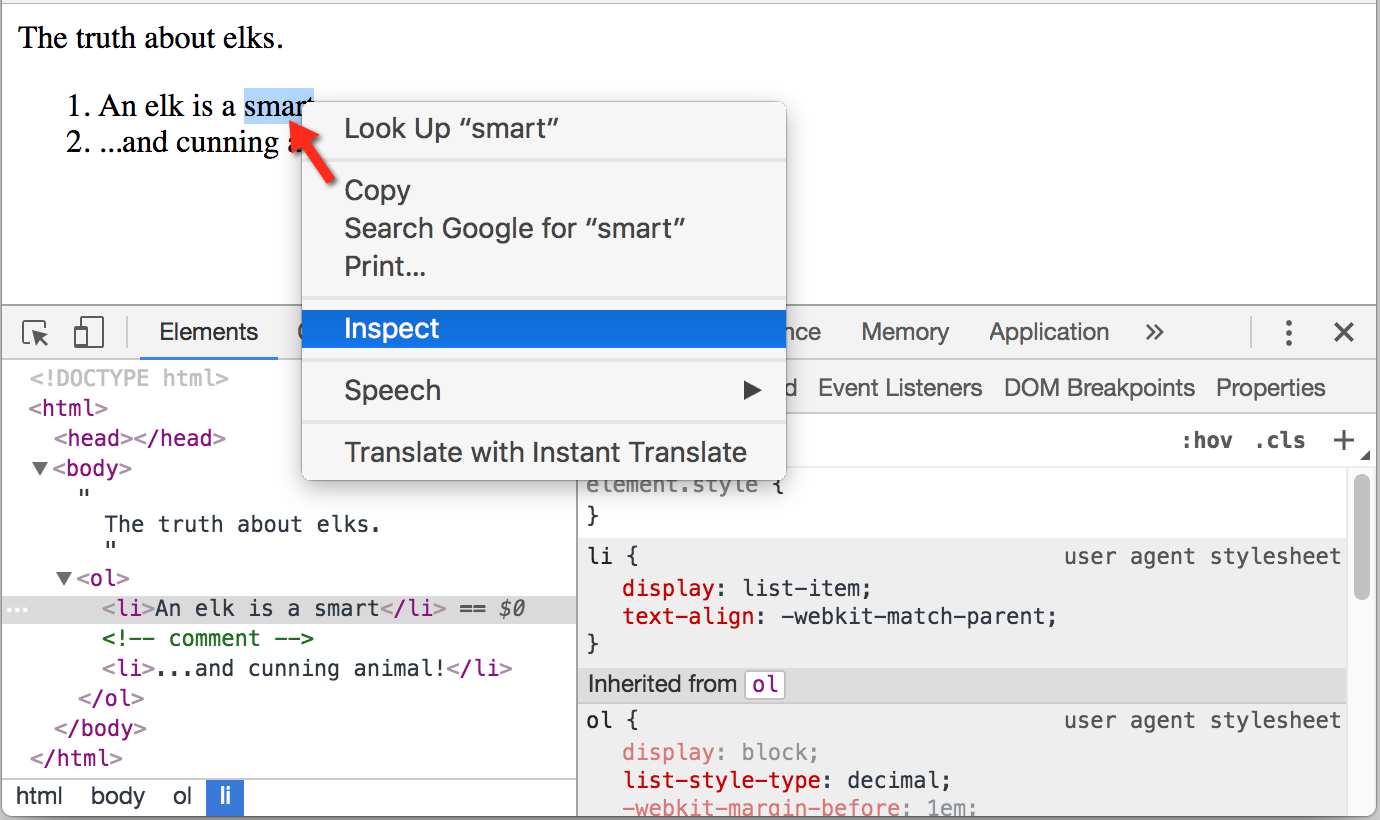 The truth about elks.
1. An elk is a smart
2. ...and cunning
Look Up “smart”
Copy
Search Google for “smart”
Print...
Inspect
Speech
Translate with Instant Translate
Elements Memory Application »
Event Listeners DOM Breakpoints Properties
:hov .cls +
<!DOCTYPE html>
<html>
<head></head>
<body>
"
The truth about elks.
"
<ol>
<li>An elk is a smart</li> == $0
<!-- comment -->
<li>...and cunning animal!</li>
</ol>
</body>
</html>
html body ol li
element.style {
}
li { user agent stylesheet
display: list-item;
text-align: -webkit-match-parent;
}
Inherited from ol
ol { user agent stylesheet
display: block;
list-style-type: decimal;
-webkit-margin-before: 1em;